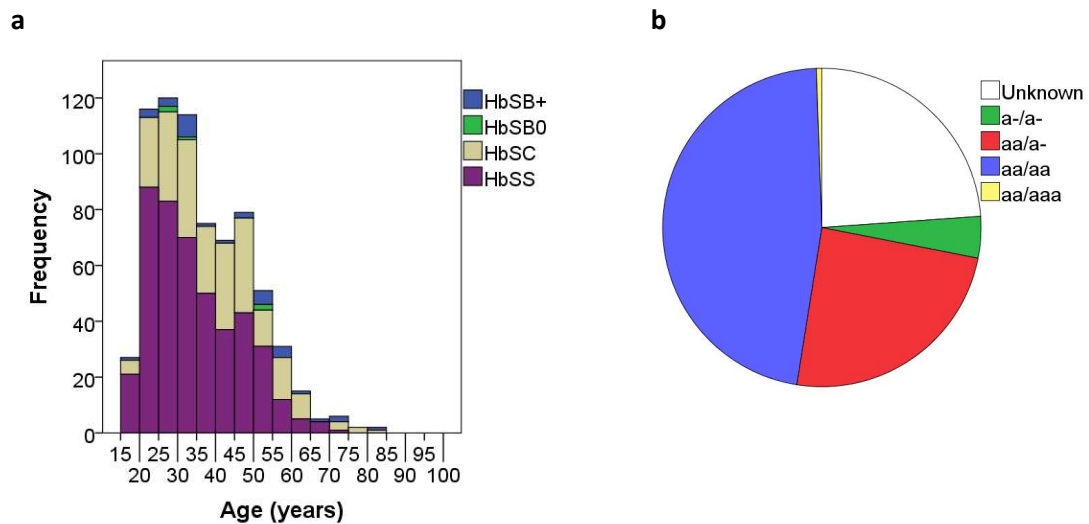 a
120
100
80
60
40
20
0
Frequency
15 25 35 45 55 65 75 85 95
20 30 40 50 60 70 80 90 100
Age (years)
HbSB+
HbSB0
HbSC
HbSS
b
Unknown
a-/a-
aa/a-
aa/aa
aa/aaa